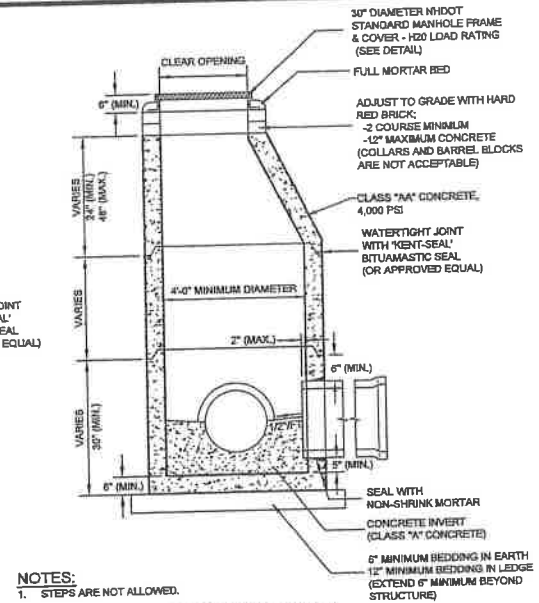 30" DIAMETER NHDOT
STANDARD MANHOLE FRAME
& COVER - H20 LOAD RATING
(SEE DETAIL)
CLEAR OPENING
FULL MORTAR BED
6" (MIN.)
ADJUST TO GRADE WITH HARD
RED BRICK;
-2 COURSE MINIMUM
-12" MAXIMUM CONCRETE
(COLLARS AND BARREL BLOCKS
ARE NOT ACCEPTABLE)
VARIES
24" (MIN.)
48" (MAX.)
CLASS "AA" CONCRETE,
4,000 PSI
WATERTIGHT JOINT
WITH 'KENT-SEAL'
BITUAMASTIC SEAL
(OR APPROVED EQUAL)
OINT
AL'
EAL
EQUAL)
VARIES
4'-0" MINIMUM DIAMETER
2" (MAX.)
6" (MIN.)
VARIES
30" (MIN.)
1/2"/F
6" (MIN.)
5" (MIN.)
SEAL WITH
NON-SHRINK MORTAR
CONCRETE INVERT
(CLASS "A" CONCRETE)
6" MINIMUM BEDDING IN EARTH
12" MINIMUM BEDDING IN LEDGE
(EXTEND 6" MINIMUM BEYOND
STRUCTURE)
NOTES:
1. STEPS ARE NOT ALLOWED.